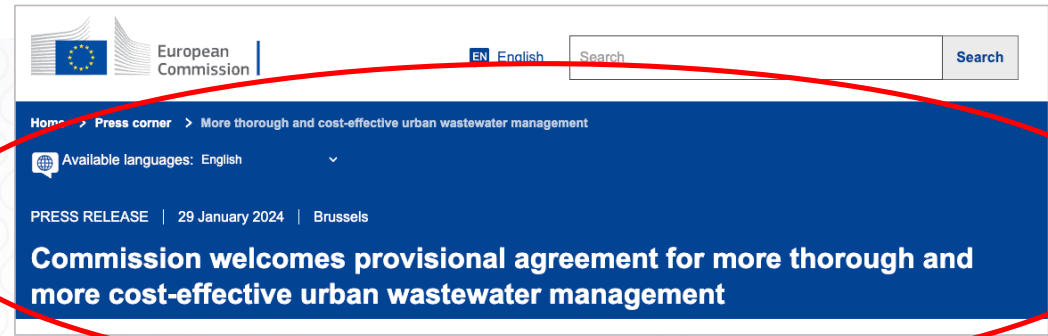 European
Commission
EN English Search Search
Home > Press corner > More thorough and cost-effective urban wastewater management
Available languages: English
PRESS RELEASE | 29 January 2024 | Brussels
Commission welcomes provisional agreement for more thorough and
more cost-effective urban wastewater management